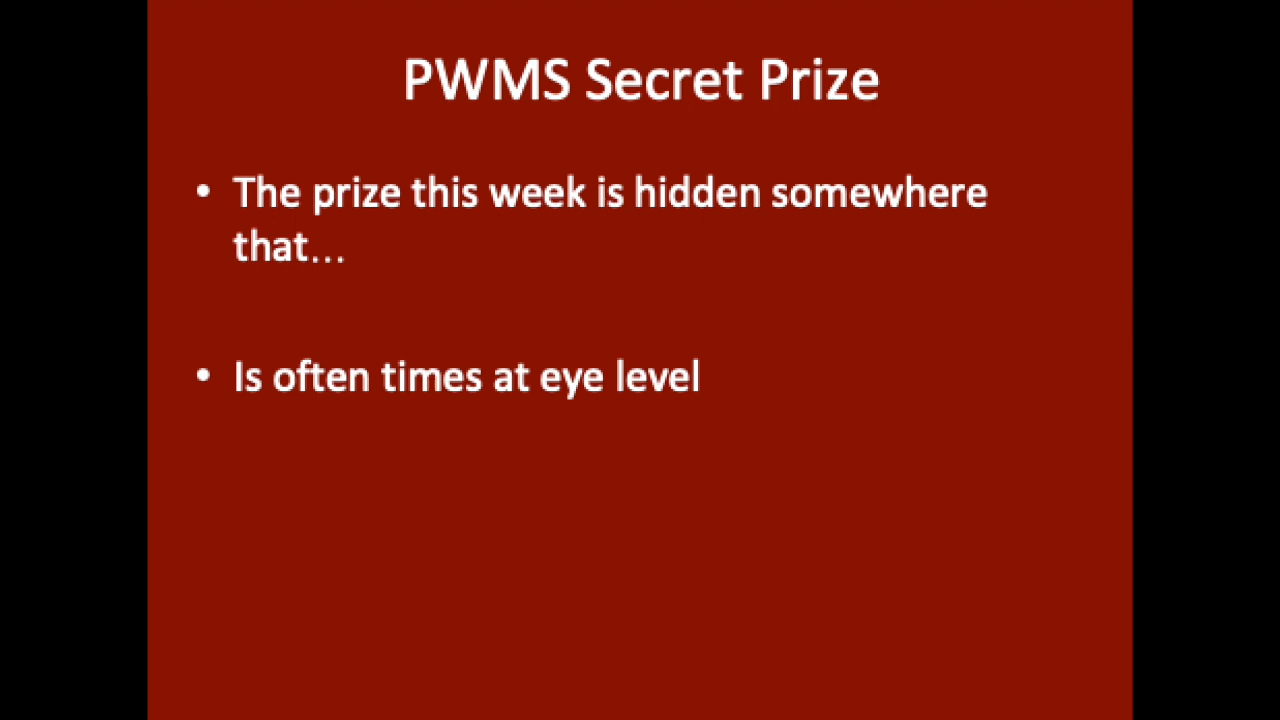 PWMS Secret Prize
• The prize this week is hidden somewhere
that...
• Is often times at eye level